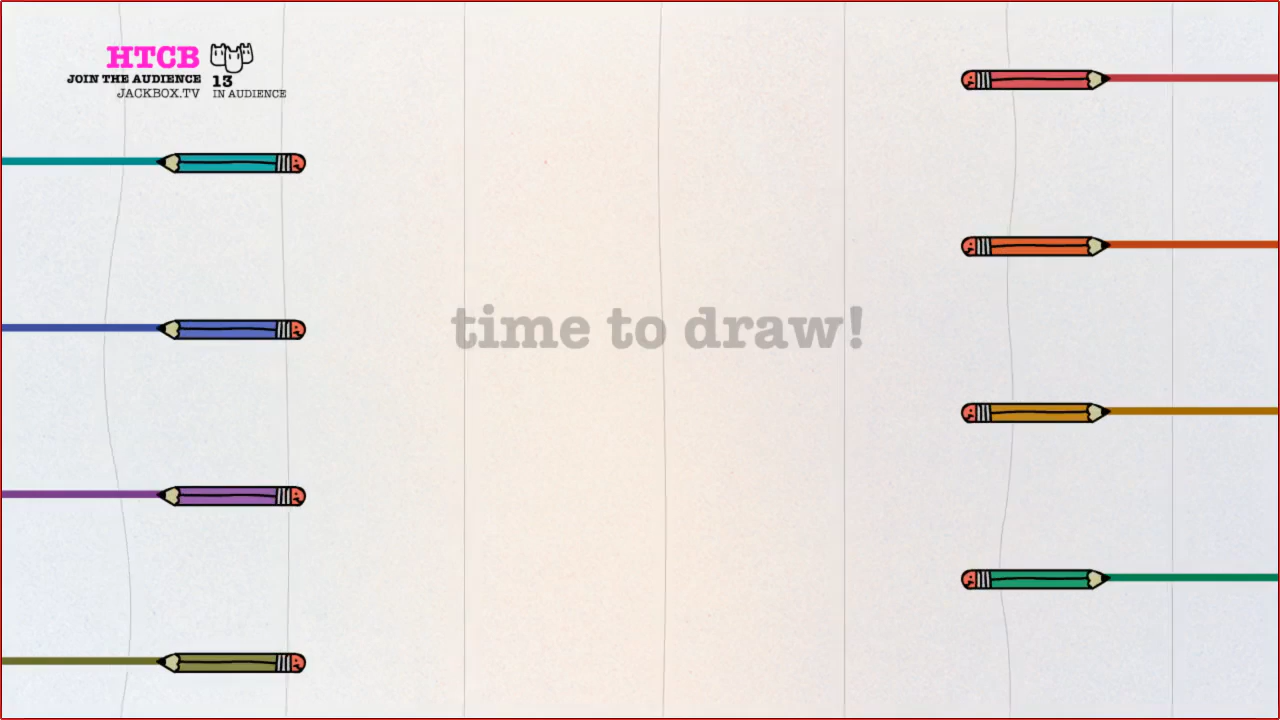 HTCB
JOIN THE AUDIENCE
JACKBOX.TV
13
IN AUDIENCE
time to draw!